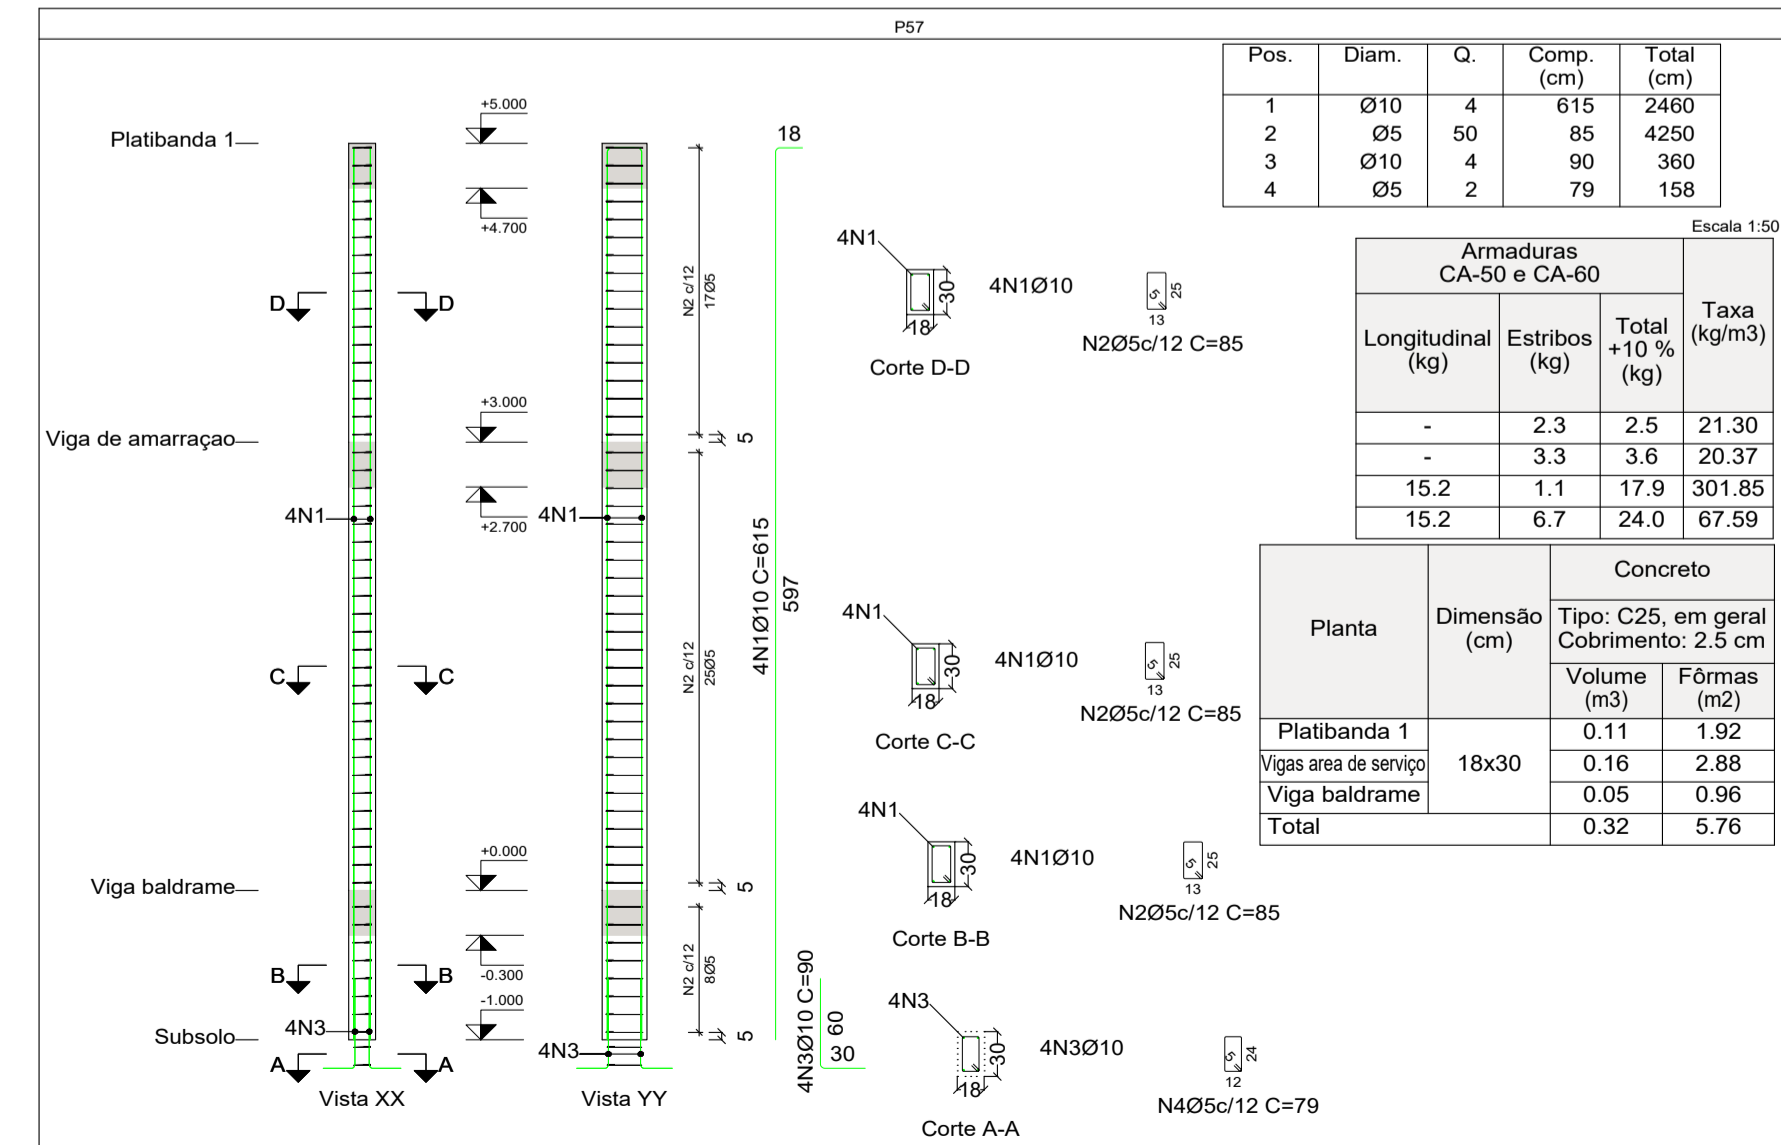 P57
Pos. Diam. Q. Comp. (cm) Total (cm)
1 Ø10 4 615 2460
2 Ø5 50 85 4250
3 Ø10 4 90 360
4 Ø5 2 79 158
Escala 1:50
Armaduras
CA-50 e CA-60
Taxa
(kg/m3)
Longitudinal
(kg)
Estribos
(kg)
Total
+10 %
(kg)
- 2.3 2.5 21.30
- 3.3 3.6 20.37
15.2 1.1 17.9 301.85
15.2 6.7 24.0 67.59
Planta
Dimensão
(cm)
Concreto
Tipo: C25, em geral
Cobrimento: 2.5 cm
Volume
(m3)
Fôrmas
(m2)
Platibanda 1 18x30 0.11 1.92
Vigas area de serviço 0.16 2.88
Viga baldrame 0.05 0.96
Total 0.32 5.76
Platibanda 1
Viga de amarraçao
Viga baldrame
Subsolo
+5.000
+4.700
+3.000
+2.700
+0.000
-0.300
-1.000
D D
C C
B B
A A
4N1
4N3
Vista XX
4N1
4N3
Vista YY
N2 c/12
17Ø5
5
N2 c/12
25Ø5
5
N2 c/12
8Ø5
5
18
4N1Ø10 C=615
597
4N3Ø10 C=90
60
30
4N1
30
18
4N1Ø10
5
25
13
N2Ø5c/12 C=85
Corte D-D
4N1
30
18
4N1Ø10
5
25
13
N2Ø5c/12 C=85
Corte C-C
4N1
30
18
4N1Ø10
5
25
13
N2Ø5c/12 C=85
Corte B-B
4N3
30
18
4N3Ø10
5
24
12
N4Ø5c/12 C=79
Corte A-A